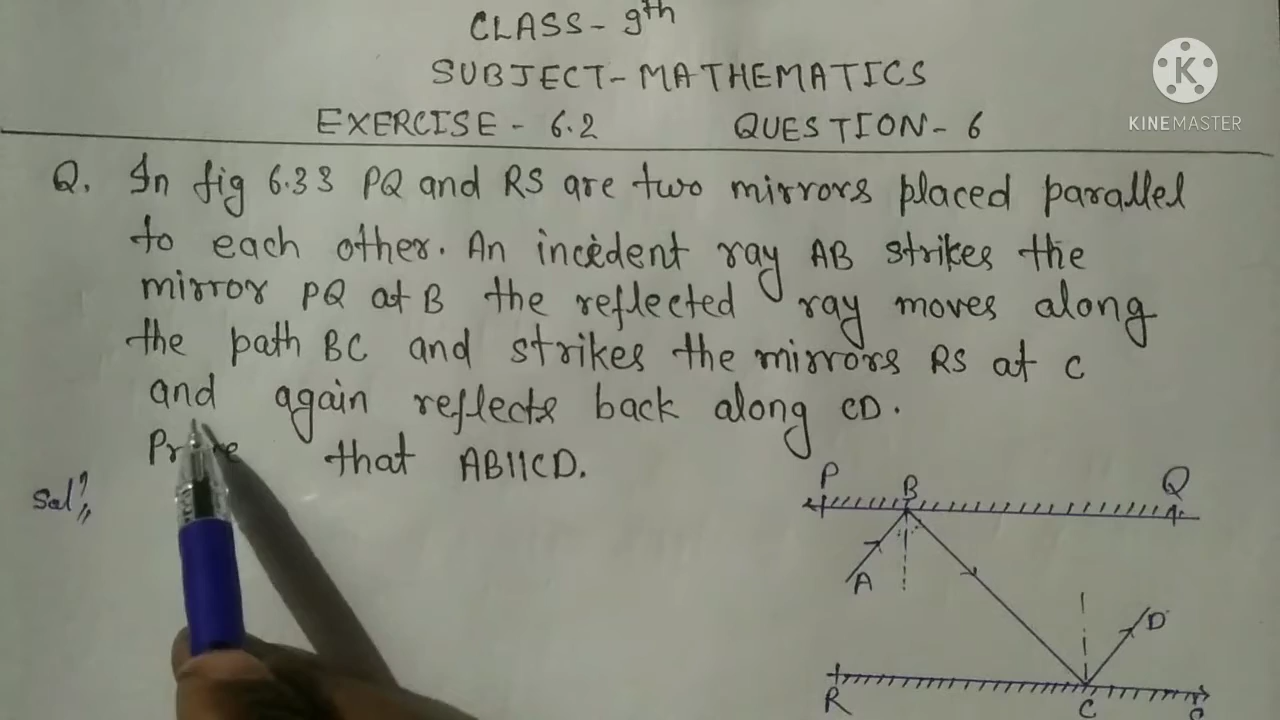 CLASS - 9th
SUBJECT - MATHEMATICS
EXERCISE - 6.2 QUESTION - 6
K
KINEMASTER
Q. In fig 6.33 PQ and RS are two mirrors placed parallel
to each other. An incident ray AB strikes the
mirror PQ at B the reflected ray moves along
the path BC and strikes the mirrors RS at C
and again reflects back along CD.
that AB||CD.
Sol?,,
P B Q
A
D
R C